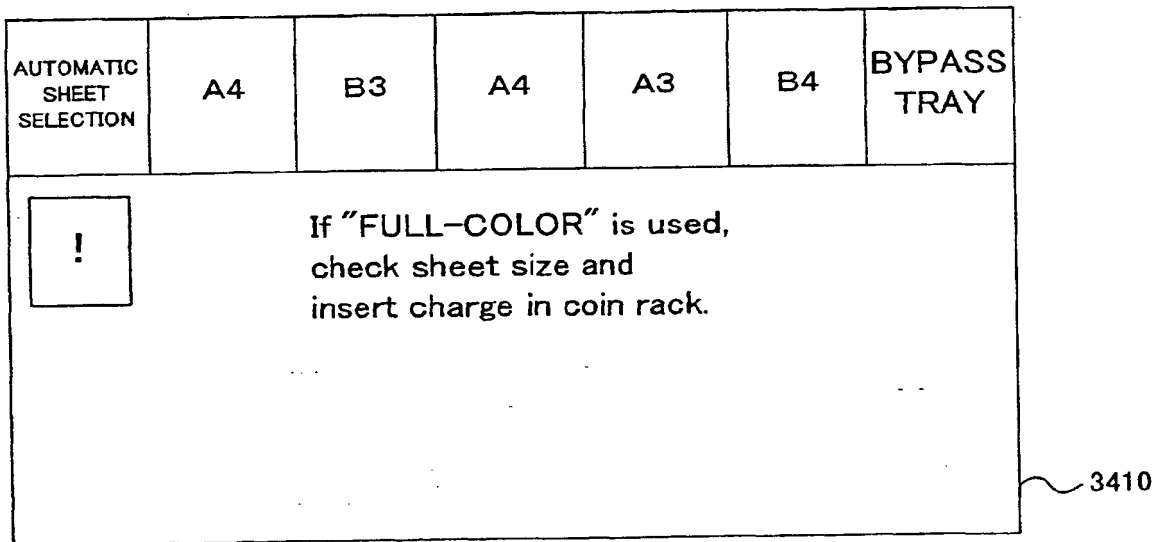 AUTOMATIC
SHEET
SELECTION
A4
B3
A4
A3
B4
BYPASS
TRAY
!
If "FULL-COLOR" is used,
check sheet size and
insert charge in coin rack.
3410